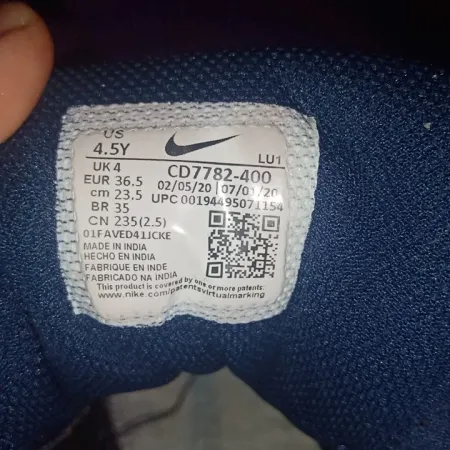 US
4.5Y
LU1
UK 4
EUR 36.5
cm 23.5
BR 35
CN 235(2.5)
CD7782-400
02/05/20 07/01/20
UPC 00194495071154
01FAVED41JCKE
MADE IN INDIA
HECHO EN INDIA
FABRIQUE EN INDE
FABRICADO NA INDIA
This product is covered by one or more patents:
www.nike.com/patentsvirtualmarking